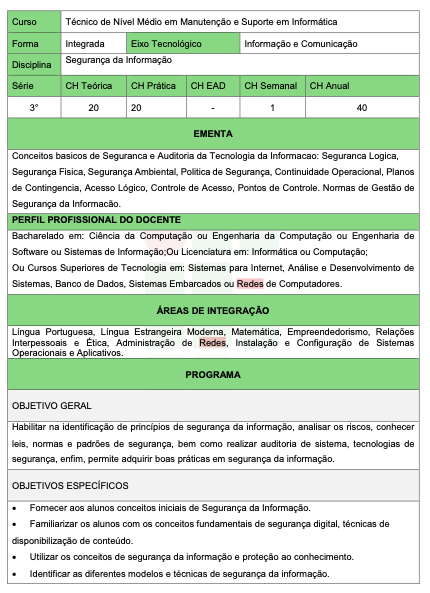 Curso Técnico de Nível Médio em Manutenção e Suporte em Informática
Forma Integrada Eixo Tecnológico Informação e Comunicação
Disciplina Segurança da Informação
Série CH Teórica CH Prática CH EAD CH Semanal CH Anual
3° 20 20 - 1 40
EMENTA
Conceitos basicos de Seguranca e Auditoria da Tecnologia da Informacao: Seguranca Logica,
Segurança Fisica, Segurança Ambiental, Politica de Segurança, Continuidade Operacional, Planos
de Contingencia, Acesso Lógico, Controle de Acesso, Pontos de Controle. Normas de Gestão de
Segurança da Informacão.
PERFIL PROFISSIONAL DO DOCENTE
Bacharelado em: Ciência da Computação ou Engenharia da Computação ou Engenharia de
Software ou Sistemas de Informação;Ou Licenciatura em: Informática ou Computação;
Ou Cursos Superiores de Tecnologia em: Sistemas para Internet, Análise e Desenvolvimento de
Sistemas, Banco de Dados, Sistemas Embarcados ou Redes de Computadores.
ÁREAS DE INTEGRAÇÃO
Língua Portuguesa, Língua Estrangeira Moderna, Matemática, Empreendedorismo, Relações
Interpessoais e Ética, Administração de Redes, Instalação e Configuração de Sistemas
Operacionais e Aplicativos.
PROGRAMA
OBJETIVO GERAL
Habilitar na identificação de princípios de segurança da informação, analisar os riscos, conhecer
leis, normas e padrões de segurança, bem como realizar auditoria de sistema, tecnologias de
segurança, enfim, permite adquirir boas práticas em segurança da informação.
OBJETIVOS ESPECÍFICOS
• Fornecer aos alunos conceitos iniciais de Segurança da Informação.
• Familiarizar os alunos com os conceitos fundamentais de segurança digital, técnicas de
disponibilização de conteúdo.
• Utilizar os conceitos de segurança da informação e proteção ao conhecimento.
• Identificar as diferentes modelos e técnicas de segurança da informação.